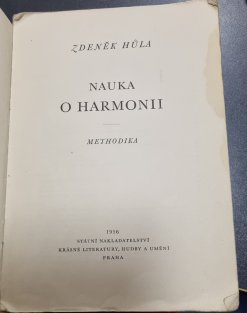 ZDENĚK HŮLA
NAUKA
O HARMONII
METHODIKA
1956
STÁTNÍ NAKLADATELSTVÍ
KRÁSNÉ LITERATURY, HUDBY A UMĚNÍ
PRAHA